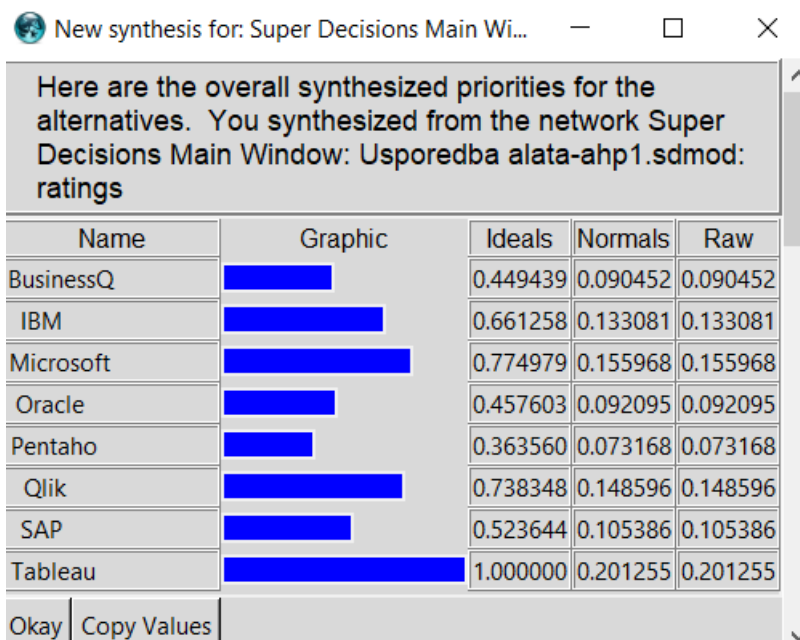 New synthesis for: Super Decisions Main Wi...
Here are the overall synthesized priorities for the
alternatives. You synthesized from the network Super
Decisions Main Window: Usporedba alata-ahp1.sdmod:
ratings
Name Graphic Ideals Normals Raw
BusinessQ 0.449439 0.090452 0.090452
IBM 0.661258 0.133081 0.133081
Microsoft 0.774979 0.155968 0.155968
Oracle 0.457603 0.092095 0.092095
Pentaho 0.363560 0.073168 0.073168
Qlik 0.738348 0.148596 0.148596
SAP 0.523644 0.105386 0.105386
Tableau 1.000000 0.201255 0.201255
Okay Copy Values